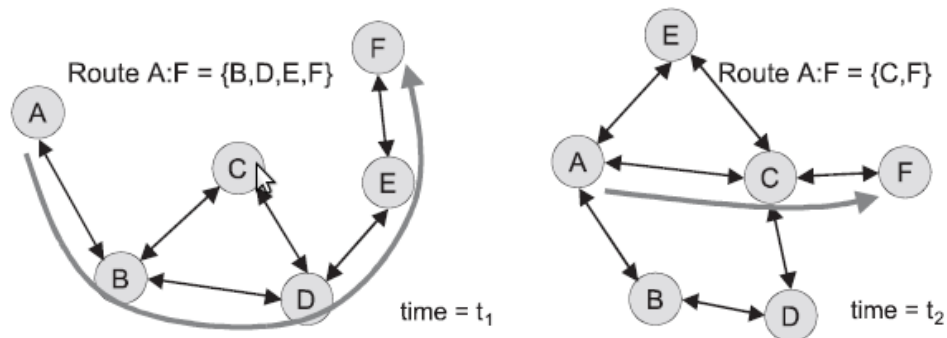 Route A:F = {B,D,E,F}
F
A
C
E
B
D
time = t₁
E
Route A:F = {C,F}
A
C
F
B
D
time = t₂